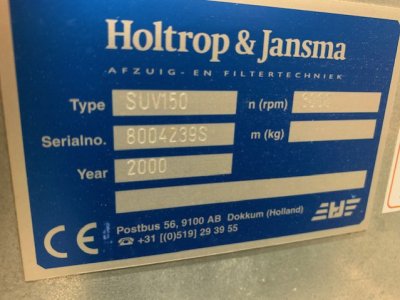 Holtrop & Jansma
AFZUIG- EN FILTERTECHNIEK
Type SUV150 n (rpm)
Serialno. 8004239S m (kg)
Year 2000
Postbus 56, 9100 AB Dokkum (Holland)
CE ☎ +31 [(0)519] 29 39 55